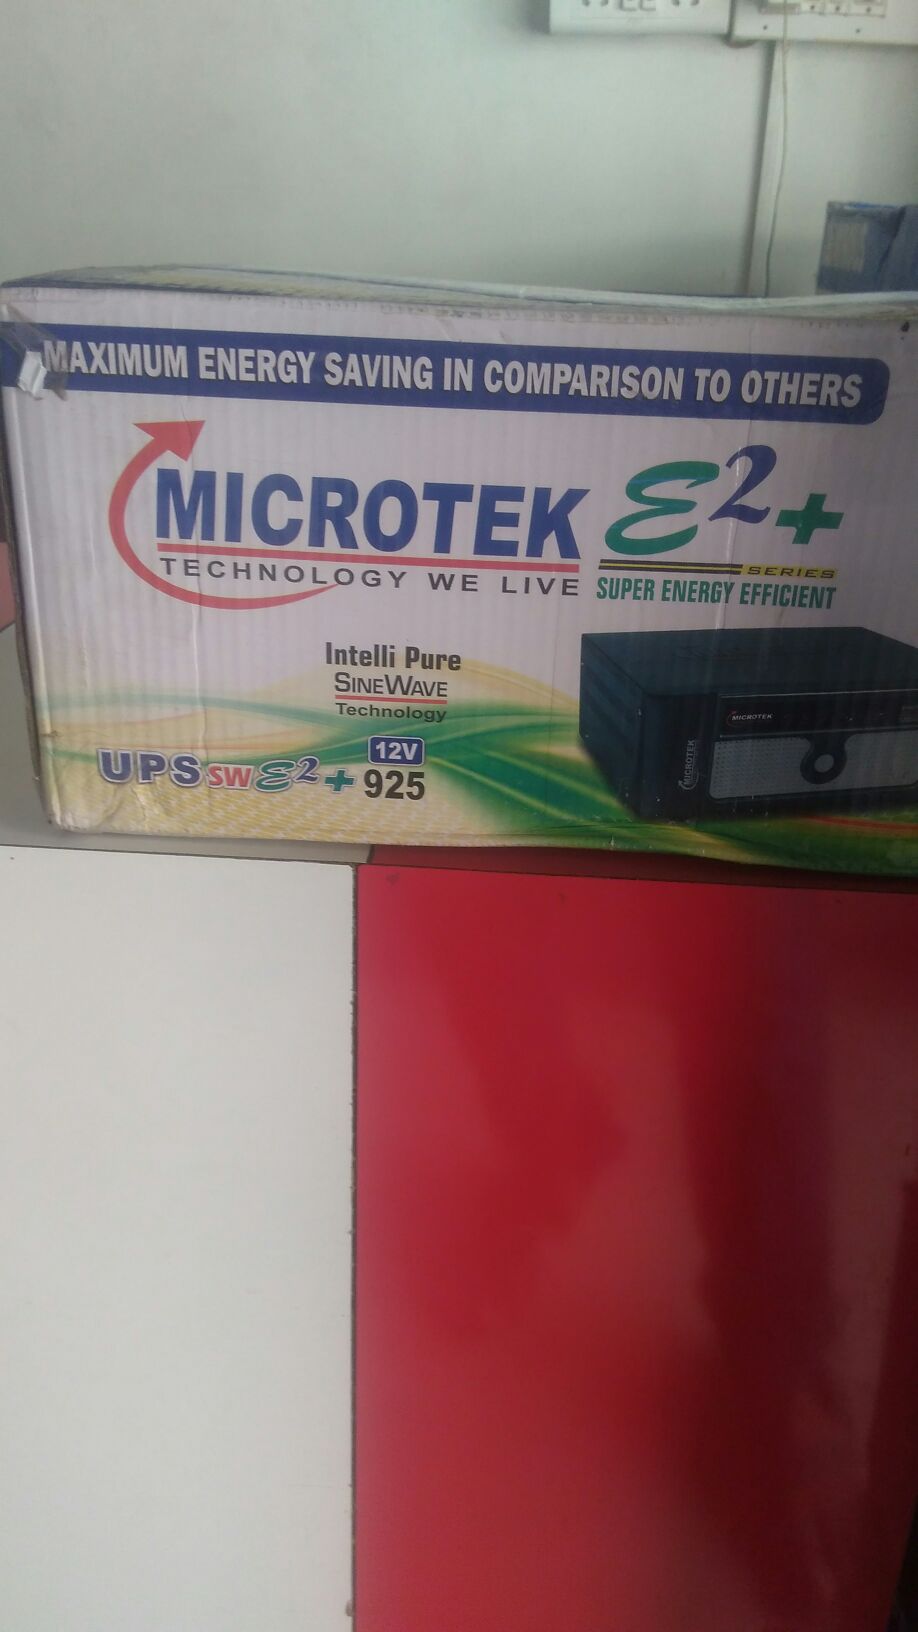 MAXIMUM ENERGY SAVING IN COMPARISON TO OTHERS
MICROTEK E2+
TECHNOLOGY WE LIVE
SERIES
SUPER ENERGY EFFICIENT
Intelli Pure
SINEWAVE
Technology
12V
UPS SW E2+ 925
MICROTEK
MICROTEK